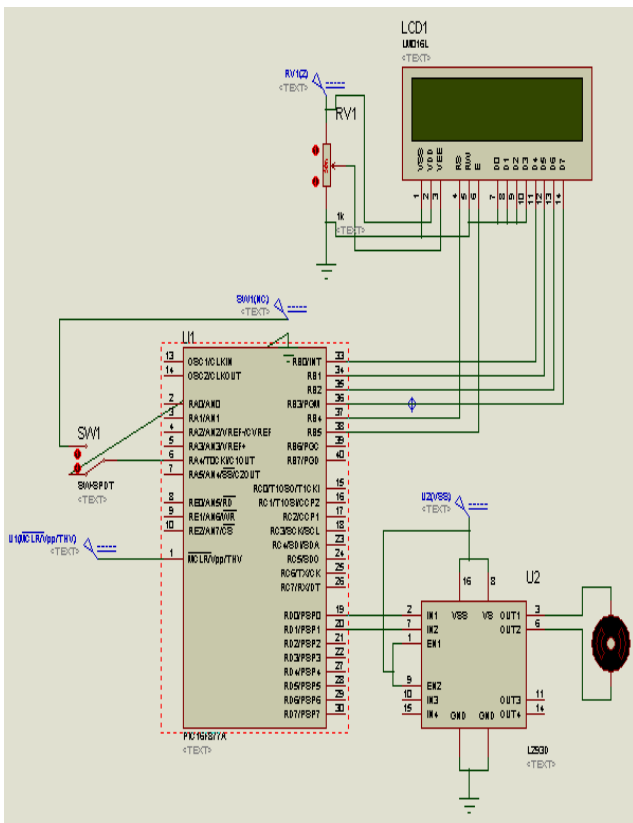 LCD1
LM016L
<TEXT>
RV1(2)
<TEXT>
RV1
VSS VDD VEE RS RW E D0 D1 D2 D3 D4 D5 D6 D7
1 2 3 4 5 6 7 8 9 10 11 12 13 14
1k
<TEXT>
SW1(NC)
<TEXT>
U1
13 OSC1/CLKIN RB0/INT 33
14 OSC2/CLKOUT RB1 34
RB2 35
2 RA0/AN0 RB3/PGM 36
3 RA1/AN1 RB4 37
4 RA2/AN2/VREF-/CVREF RB5 38
5 RA3/AN3/VREF+ RB6/PGC 39
6 RA4/T0CKI/C1OUT RB7/PGD 40
7 RA5/AN4/SS/C2OUT
SW1
SW-SPDT
<TEXT>
RC0/T1OSO/T1CKI 15
8 RE0/AN5/RD RC1/T1OSI/CCP2 16
9 RE1/AN6/WR RC2/CCP1 17
10 RE2/AN7/CS RC3/SCK/SCL 18
RC4/SDI/SDA 23
1 MCLR/Vpp/THV RC5/SDO 24
RC6/TX/CK 25
RC7/RX/DT 26
U1(MCLR/Vpp/THV)
<TEXT>
RD0/PSP0 19
RD1/PSP1 20
RD2/PSP2 21
RD3/PSP3 22
RD4/PSP4 27
RD5/PSP5 28
RD6/PSP6 29
RD7/PSP7 30
PIC16F877A
<TEXT>
U2(VSS)
<TEXT>
16 8 U2
2 IN1 VSS VS OUT1 3
7 IN2 OUT2 6
1 EN1
9 EN2
10 IN3 OUT3 11
15 IN4 GND GND OUT4 14
L293D
<TEXT>